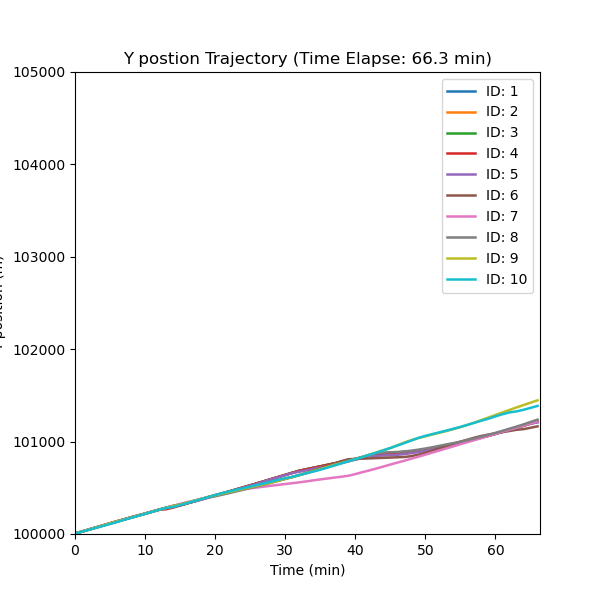 Y postion Trajectory (Time Elapse: 66.3 min)
105000
104000
103000
102000
101000
100000
0 10 20 30 40 50 60
Time (min)
ID: 1
ID: 2
ID: 3
ID: 4
ID: 5
ID: 6
ID: 7
ID: 8
ID: 9
ID: 10